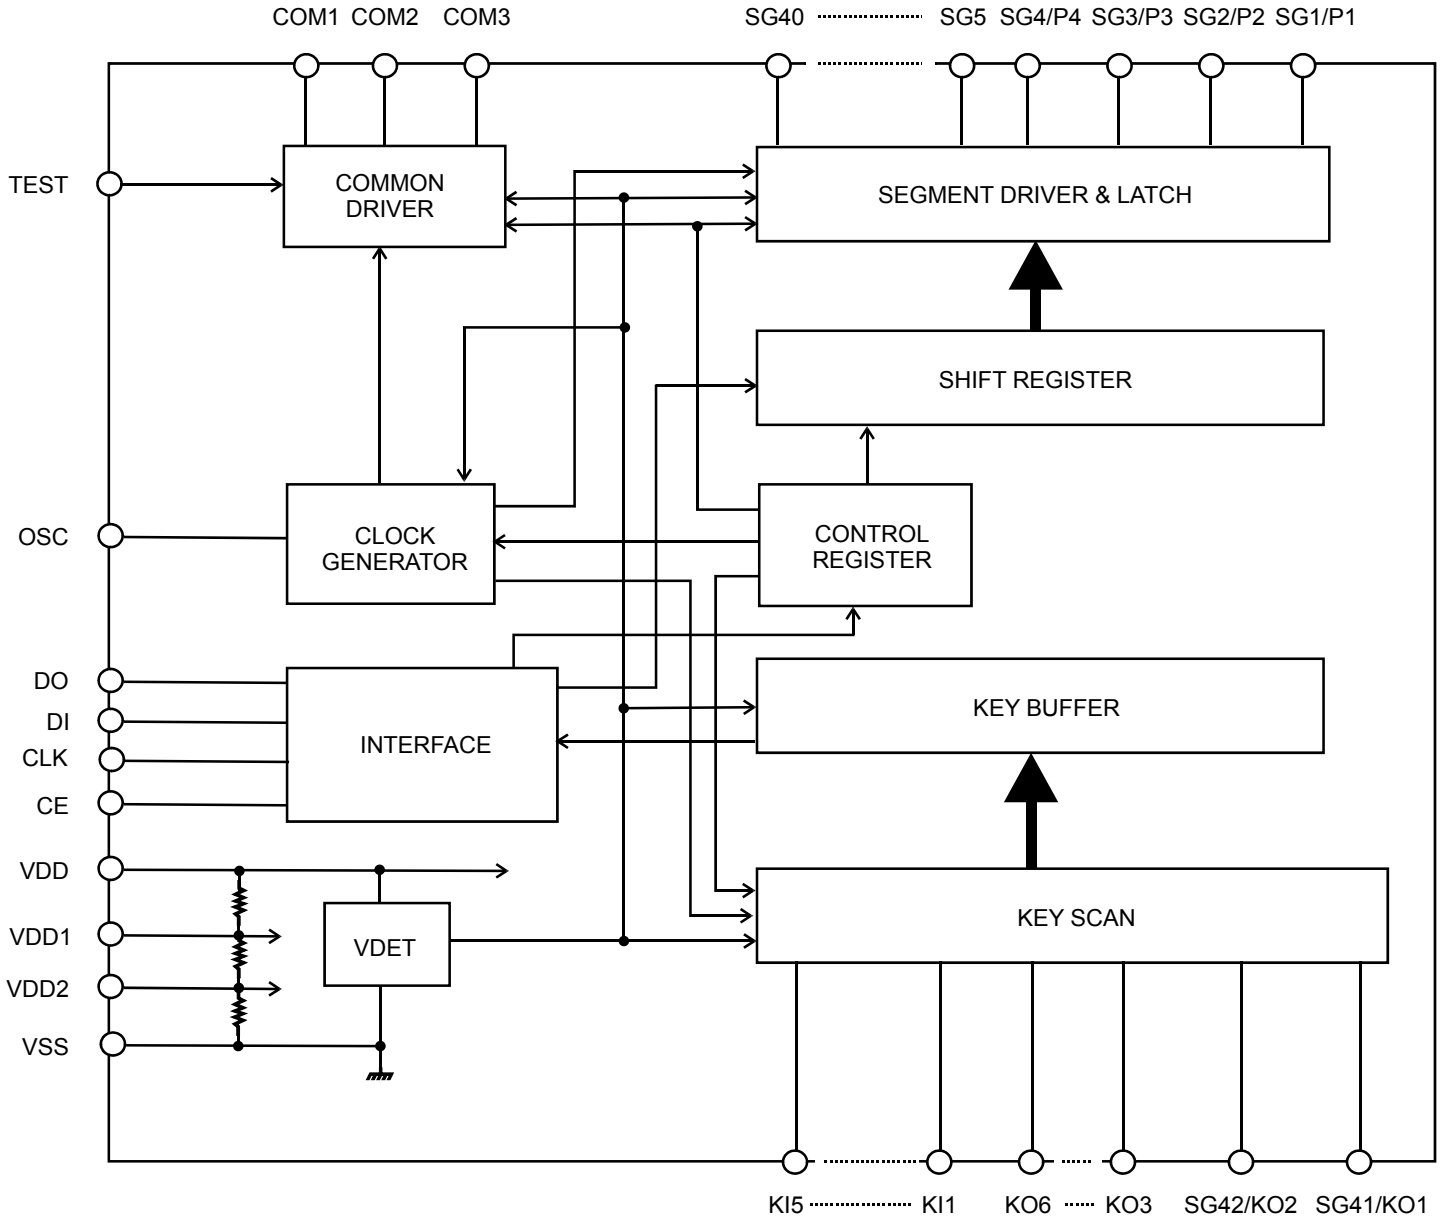 COM1 COM2 COM3 SG40 SG5 SG4/P4 SG3/P3 SG2/P2 SG1/P1
TEST
COMMON
DRIVER
SEGMENT DRIVER & LATCH
SHIFT REGISTER
OSC
CLOCK
GENERATOR
CONTROL
REGISTER
DO
DI
CLK
CE
INTERFACE
KEY BUFFER
VDD
VDD1
VDD2
VSS
VDET
KEY SCAN
KI5 KI1 KO6 KO3 SG42/KO2 SG41/KO1